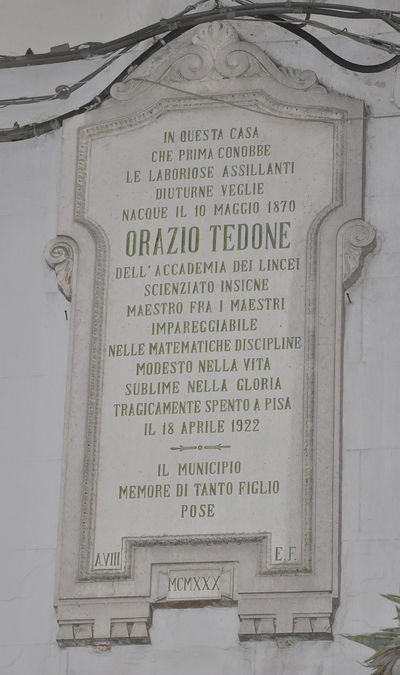 IN QUESTA CASA
CHE PRIMA CONOBBE
LE LABORIOSE ASSILLANTI
DIUTURNE VEGLIE
NACQUE IL 10 MAGGIO 1870
ORAZIO TEDONE
DELL'ACCADEMIA DEI LINCEI
SCIENZIATO INSIGNE
MAESTRO FRA I MAESTRI
IMPAREGGIABILE
NELLE MATEMATICHE DISCIPLINE
MODESTO NELLA VITA
SUBLIME NELLA GLORIA
TRAGICAMENTE SPENTO A PISA
IL 18 APRILE 1922
IL MUNICIPIO
MEMORE DI TANTO FIGLIO
POSE
A.VIII E.F.
MCMXXX